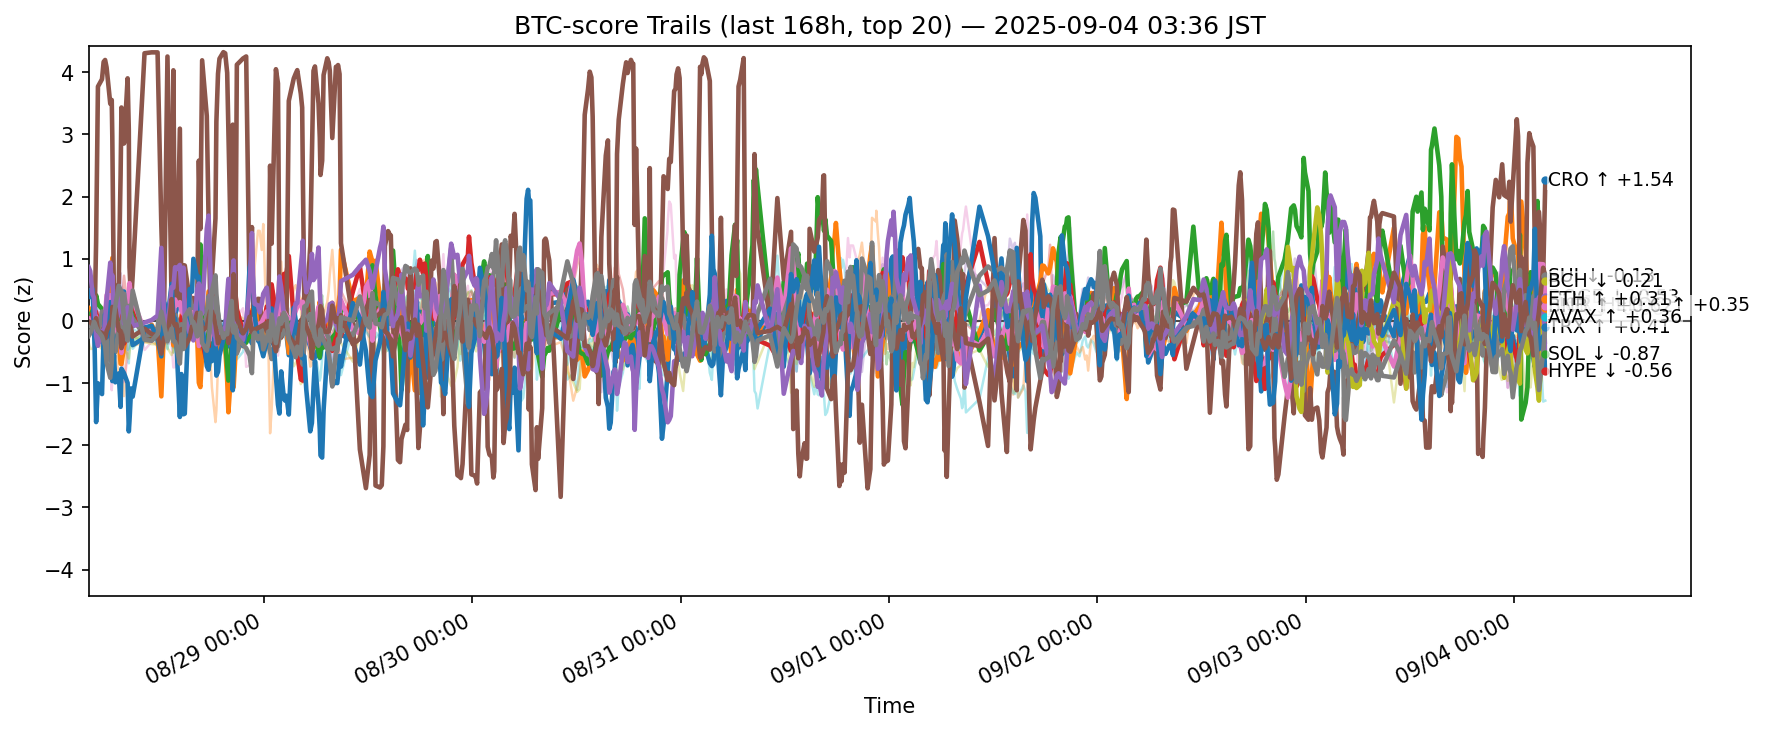 BTC-score Trails (last 168h, top 20) — 2025-09-04 03:36 JST
Score (z)
4
3
2
1
0
−1
−2
−3
−4
CRO ↑ +1.54
BCH ↓ -0.21
ETH ↑ +0.31
+0.35
AVAX ↑ +0.36
TRX ↑ +0.41
SOL ↓ -0.87
HYPE ↓ -0.56
08/29 00:00
08/30 00:00
08/31 00:00
09/01 00:00
09/02 00:00
09/03 00:00
09/04 00:00
Time